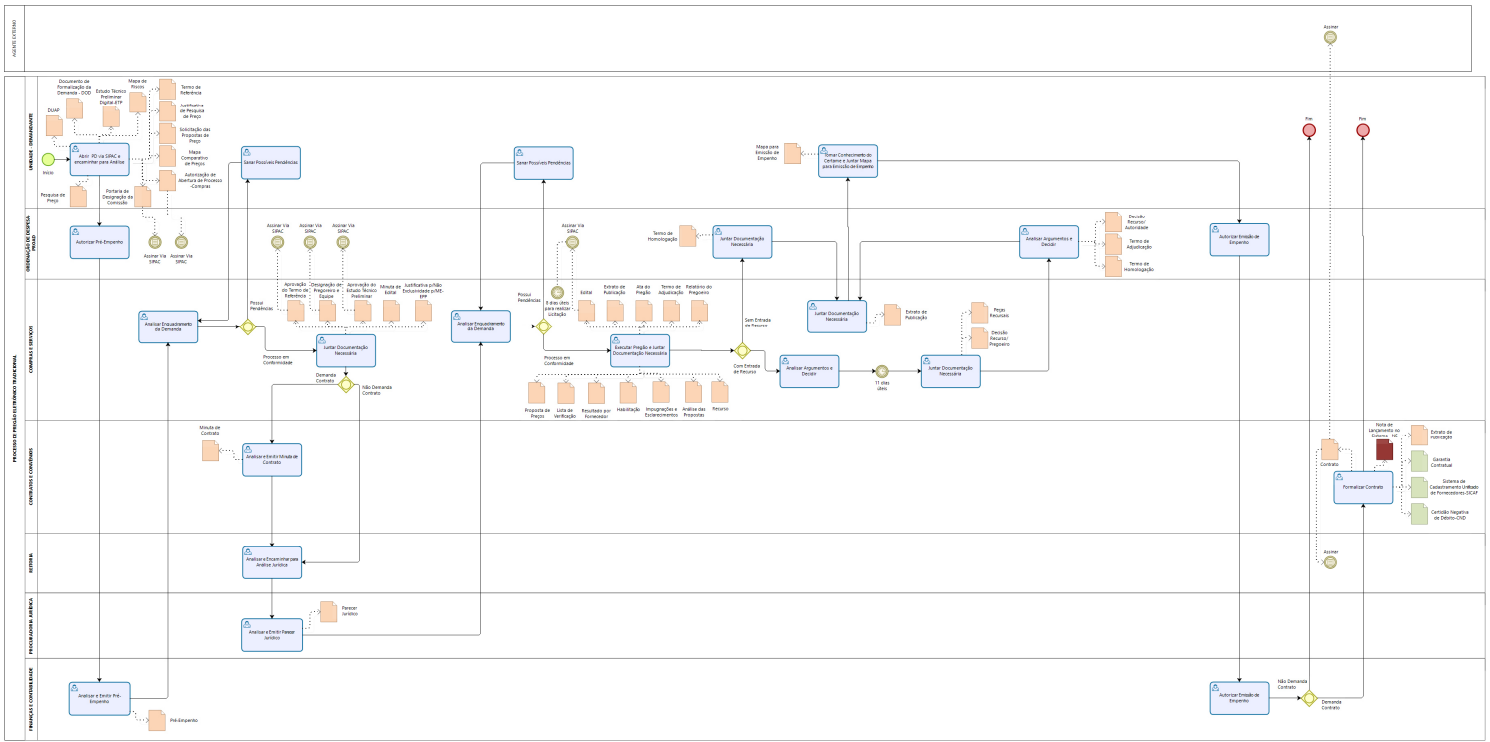 AGENTE EXTERNO
Assinar
PROCESSO DE PREGÃO ELETRÔNICO TRADICIONAL
UNIDADE - DEMANDANTE
Documento de
Formalização da
Demanda - DOD
Mapa de
Riscos
Estudo Técnico
Preliminar
Digital-ETP
DUAP
Termo de
Referência
Justificativa
de Pesquisa
de Preço
Solicitação das
Propostas de
Preço
Mapa
Comparativo
de Preços
Autorização de
Abertura de Processo
-Compras
Início
Abrir PD via SIPAC e
encaminhar para Análise
Pesquisa de
Preço
Portaria de
Designação da
Comissão
Sanar Possíveis Pendências
Sanar Possíveis Pendências
Mapa para
Emissão de
Empenho
Tomar Conhecimento do
Certame e Juntar Mapa
para Emissão de Empenho
Fim
Fim
ORDENAÇÃO DE DESPESA
PROAD
Autorizar Pré-Empenho
Assinar Via
SIPAC
Assinar Via
SIPAC
Assinar Via
SIPAC
Assinar Via
SIPAC
Assinar Via
SIPAC
Assinar Via
SIPAC
Termo de
Homologação
Juntar Documentação
Necessária
Analisar Argumentos e
Decidir
Decisão
Recurso/
Autoridade
Termo de
Adjudicação
Termo de
Homologação
Autorizar Emissão de
Empenho
COMPRAS E SERVIÇOS
Analisar Enquadramento
da Demanda
Possui
Pendências
Processo em
Conformidade
Aprovação
do Termo de
Referência
Designação de
Pregoeiro e
Equipe
Aprovação do
Estudo Técnico
Preliminar
Minuta de
Edital
Justificativa p/Não
Exclusividade p/ME-
EPP
Juntar Documentação
Necessária
Demanda
Contrato
Não Demanda
Contrato
Analisar Enquadramento
da Demanda
Possui
Pendências
8 dias úteis
para realizar
Licitação
Processo em
Conformidade
Edital
Extrato de
Publicação
Ata do
Pregão
Termo de
Adjudicação
Relatório do
Pregoeiro
Executar Pregão e Juntar
Documentação Necessária
Proposta de
Preços
Lista de
Verificação
Resultado por
Fornecedor
Habilitação
Impugnações e
Esclarecimentos
Análise das
Propostas
Recurso
Sem Entrada
de Recurso
Com Entrada
de Recurso
Juntar Documentação
Necessária
Extrato de
Publicação
Analisar Argumentos e
Decidir
11 dias
úteis
Juntar Documentação
Necessária
Peças
Recursais
Decisão
Recurso/
Pregoeiro
CONTRATOS E CONVÊNIOS
Minuta de
Contrato
Analisar e Emitir Minuta de
Contrato
Contrato
Nota de
Lançamento no
Formalizar Contrato
Extrato de
Publicação
Garantia
Contratual
Sistema de
Cadastramento Unificado
de Fornecedores-SICAF
Certidão Negativa
de Débito-CND
REITORIA
Analisar e Encaminhar para
Análise Jurídica
Assinar
PROCURADORIA JURÍDICA
Analisar e Emitir Parecer
Jurídico
Parecer
Jurídico
FINANÇAS E CONTABILIDADE
Analisar e Emitir Pré-
Empenho
Pré-Empenho
Autorizar Emissão de
Empenho
Não Demanda
Contrato
Demanda
Contrato